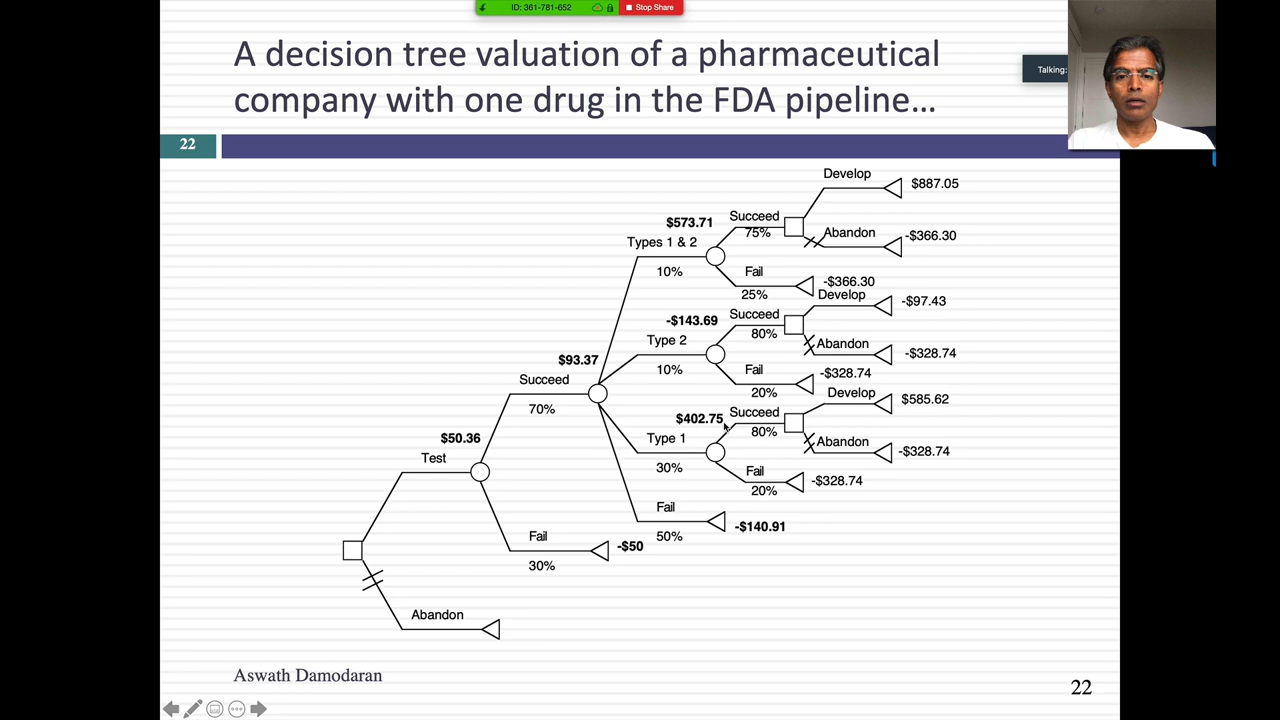 ID: 361-781-652
Stop Share
A decision tree valuation of a pharmaceutical
company with one drug in the FDA pipeline…
Talking:
22
Develop
$887.05
$573.71
Succeed
75%
Types 1 & 2
Abandon
-$366.30
10%
Fail
25%
-$366.30
Develop
-$97.43
-$143.69
Succeed
80%
Type 2
Abandon
-$328.74
10%
Fail
20%
-$328.74
$93.37
Succeed
70%
Develop
$585.62
$402.75
Succeed
80%
Type 1
Abandon
-$328.74
30%
Fail
20%
-$328.74
$50.36
Test
Fail
50%
-$140.91
Fail
30%
-$50
Abandon
Aswath Damodaran
22